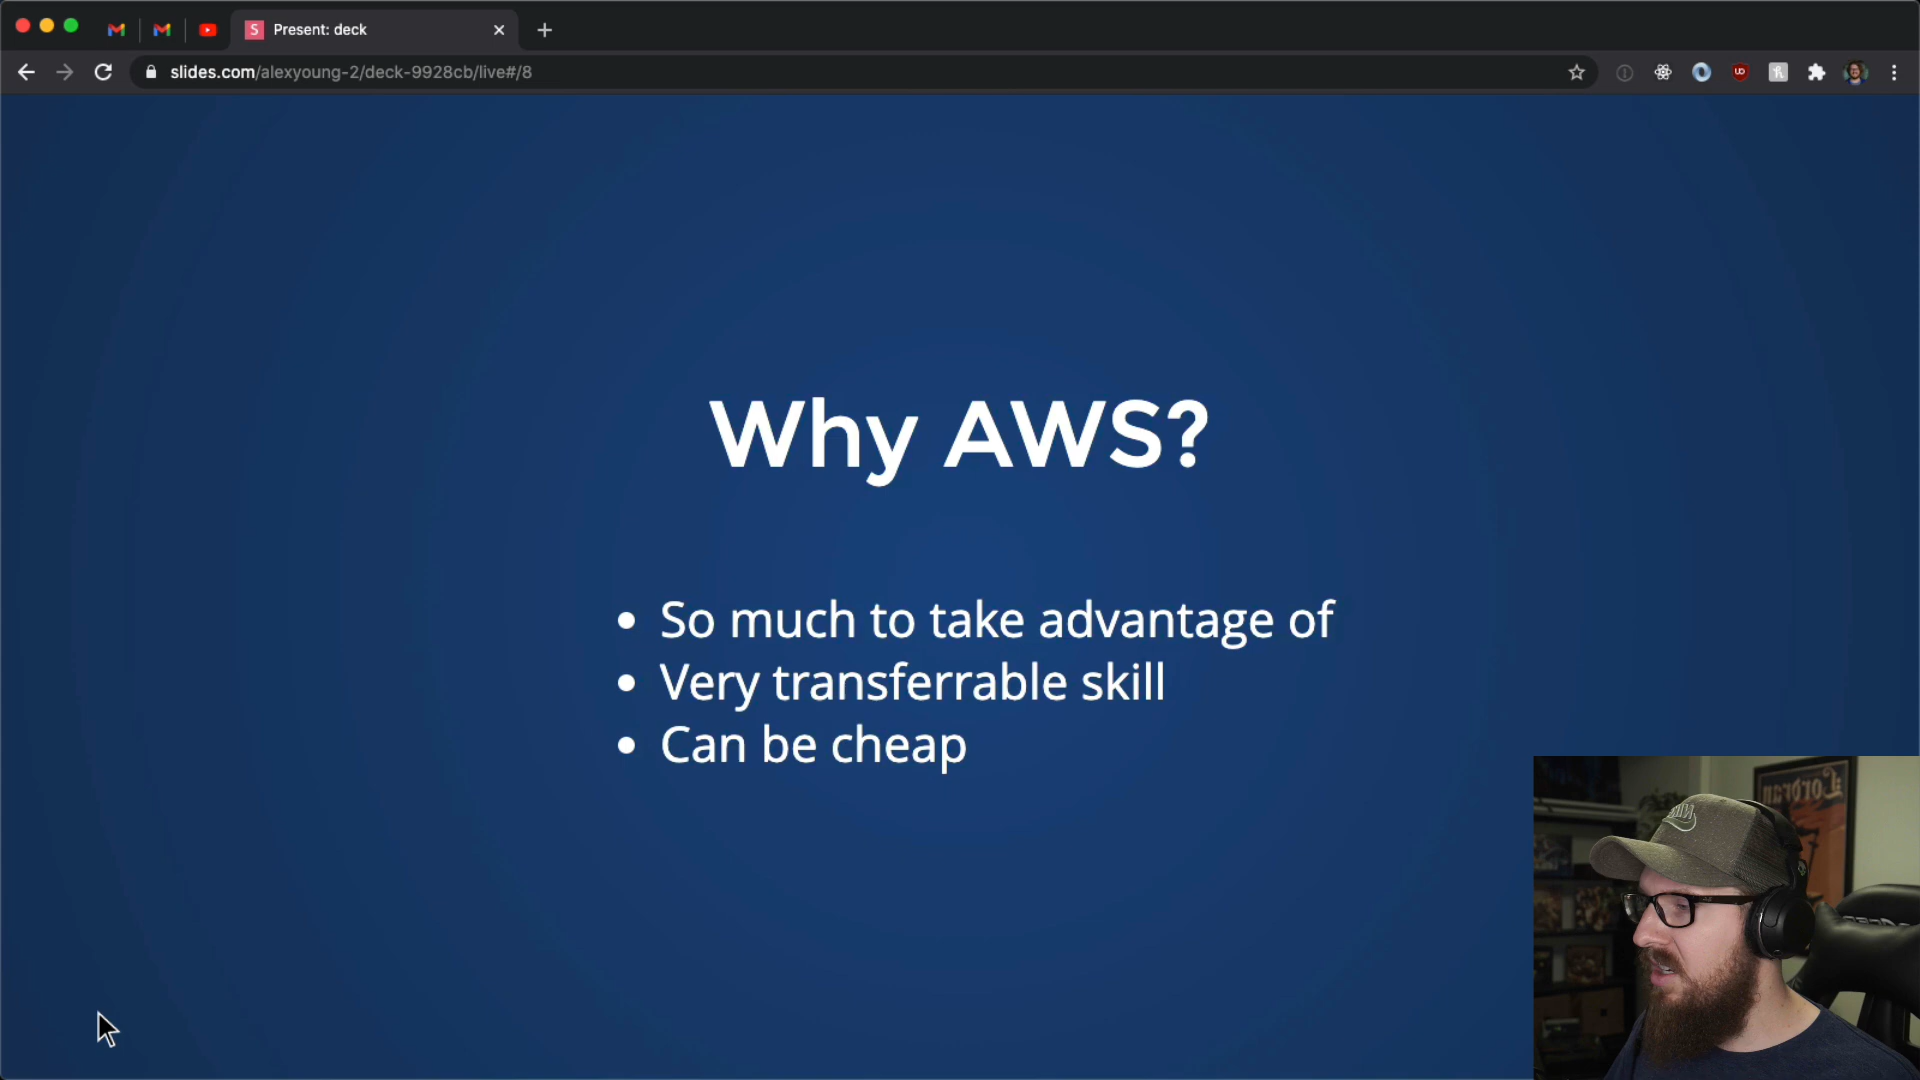 S Present: deck
slides.com/alexyoung-2/deck-9928cb/live#/8
Why AWS?
• So much to take advantage of
• Very transferrable skill
• Can be cheap
Lordran